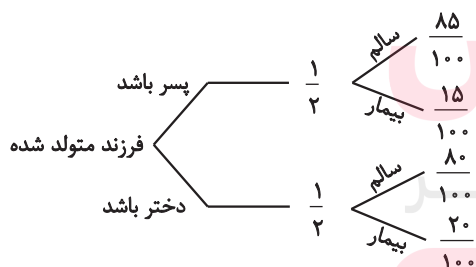 پسر باشد ۱/۲ سالم ۸۵/۱۰۰
بیمار ۱۵/۱۰۰
فرزند متولد شده
دختر باشد ۱/۲ سالم ۸۰/۱۰۰
بیمار ۲۰/۱۰۰